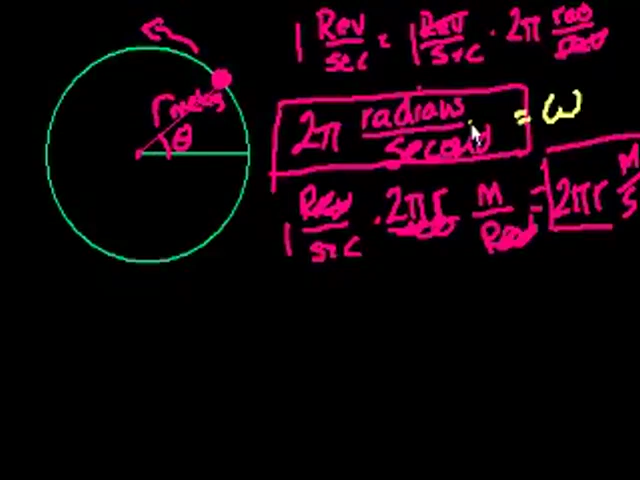 1 Rev/sec = 1 Rev/sec · 2π rad/rev
r meters
θ
2π radians/second = ω
1 Rev/sec · 2πr M/Rev = 2πr M/S